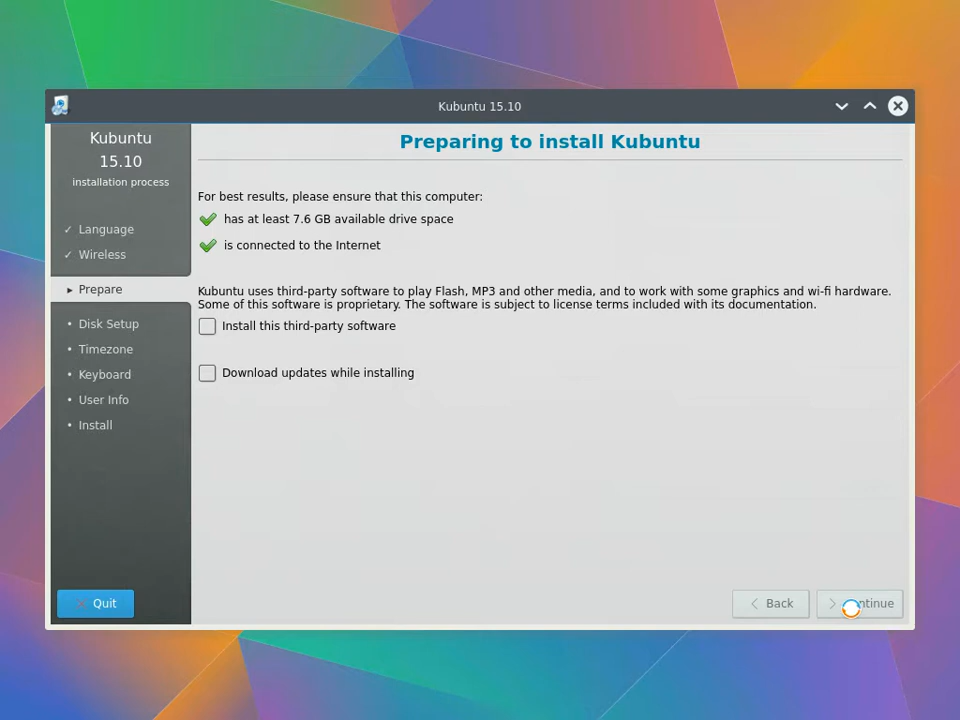 Kubuntu 15.10
Kubuntu
15.10
installation process
✓ Language
✓ Wireless
▸ Prepare
• Disk Setup
• Timezone
• Keyboard
• User Info
• Install
Quit
Preparing to install Kubuntu
For best results, please ensure that this computer:
has at least 7.6 GB available drive space
is connected to the Internet
Kubuntu uses third-party software to play Flash, MP3 and other media, and to work with some graphics and wi-fi hardware.
Some of this software is proprietary. The software is subject to license terms included with its documentation.
Install this third-party software
Download updates while installing
Back